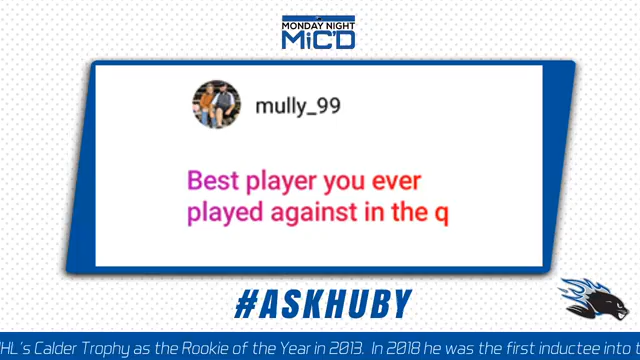 MONDAY NIGHT
MiC'D
mully_99
Best player you ever
played against in the q
#ASKHUBY
HL's Calder Trophy as the Rookie of the Year in 2013. In 2018 he was the first inductee into